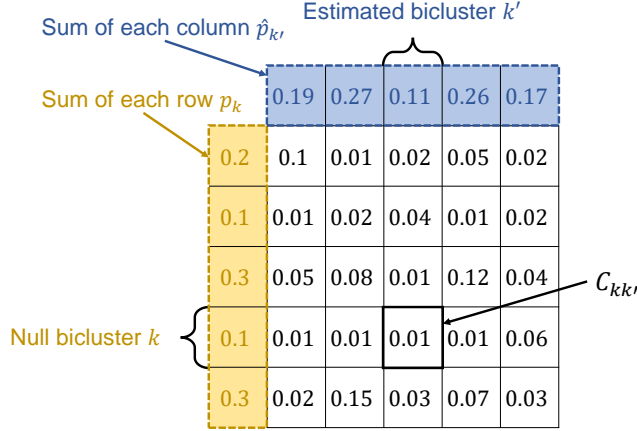 Estimated bicluster k′
Sum of each column p̂ₖ′
0.19 0.27 0.11 0.26 0.17
Sum of each row pₖ
0.2 0.1 0.01 0.02 0.05 0.02
0.1 0.01 0.02 0.04 0.01 0.02
0.3 0.05 0.08 0.01 0.12 0.04
Cₖₖ′
Null bicluster k
0.1 0.01 0.01 0.01 0.01 0.06
0.3 0.02 0.15 0.03 0.07 0.03